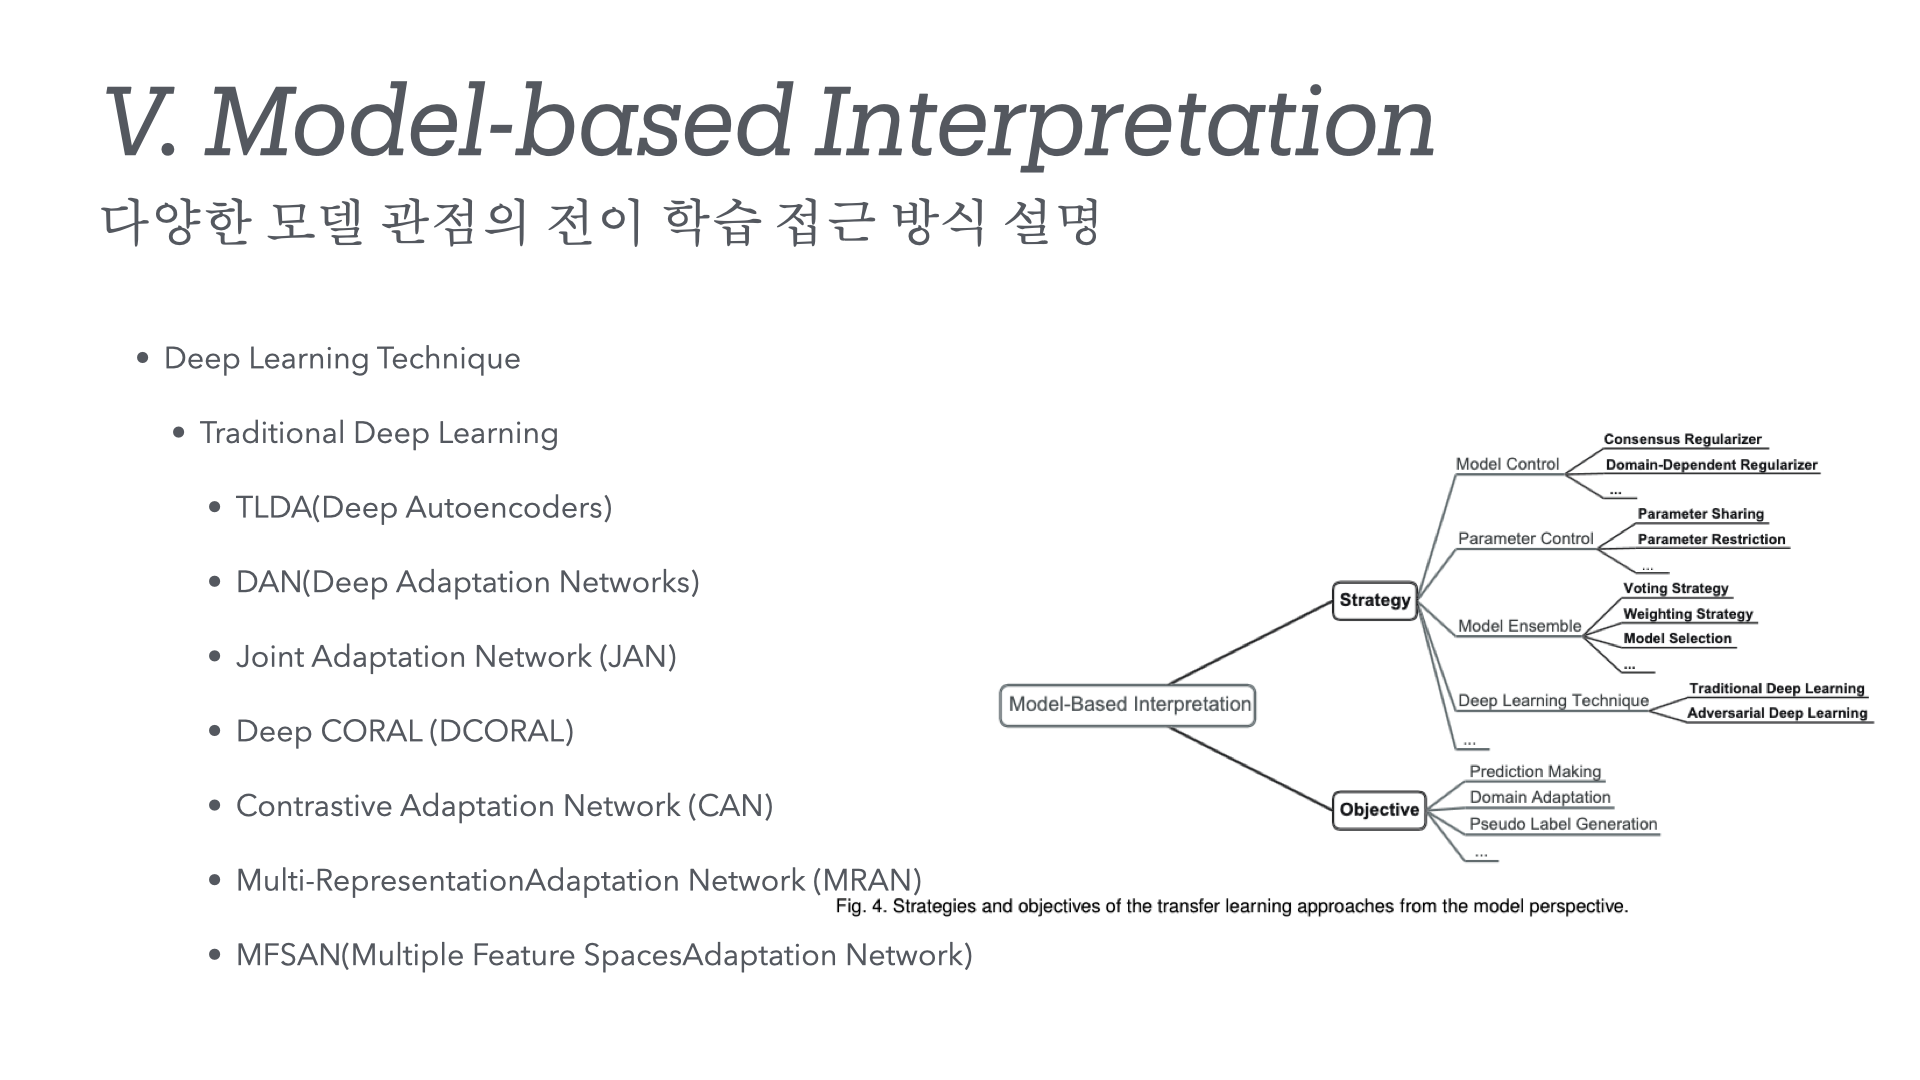 V. Model-based Interpretation
다양한 모델 관점의 전이 학습 접근 방식 설명
• Deep Learning Technique
• Traditional Deep Learning
• TLDA(Deep Autoencoders)
• DAN(Deep Adaptation Networks)
• Joint Adaptation Network (JAN)
• Deep CORAL (DCORAL)
• Contrastive Adaptation Network (CAN)
• Multi-RepresentationAdaptation Network (MRAN)
• MFSAN(Multiple Feature SpacesAdaptation Network)
Model-Based Interpretation
Strategy
Model Control
Consensus Regularizer
Domain-Dependent Regularizer
...
Parameter Control
Parameter Sharing
Parameter Restriction
...
Model Ensemble
Voting Strategy
Weighting Strategy
Model Selection
...
Deep Learning Technique
Traditional Deep Learning
Adversarial Deep Learning
...
Objective
Prediction Making
Domain Adaptation
Pseudo Label Generation
...
Fig. 4. Strategies and objectives of the transfer learning approaches from the model perspective.